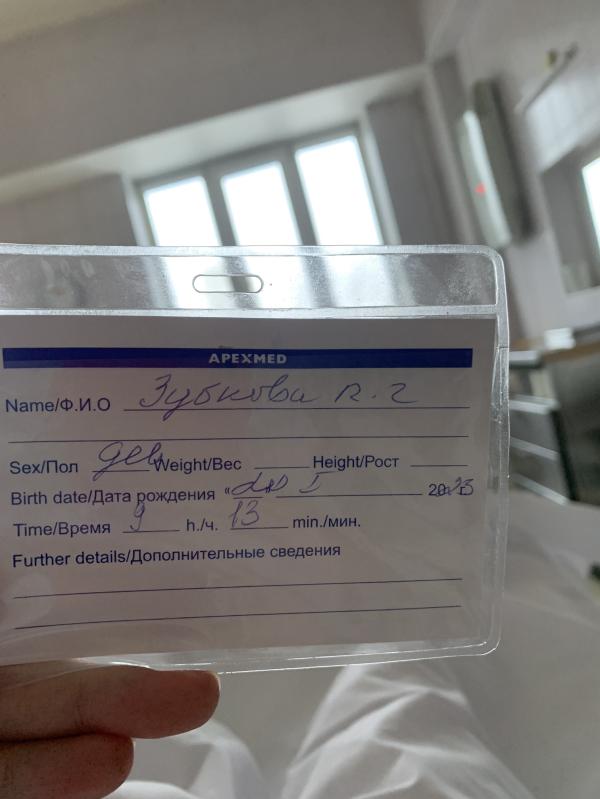 APEXMED
Name/Ф.И.О Зубкова
Sex/Пол дев Weight/Вес Height/Рост
Birth date/Дата рождения " " I 2023
Time/Время 9 h./ч. 13 min./мин.
Further details/Дополнительные сведения